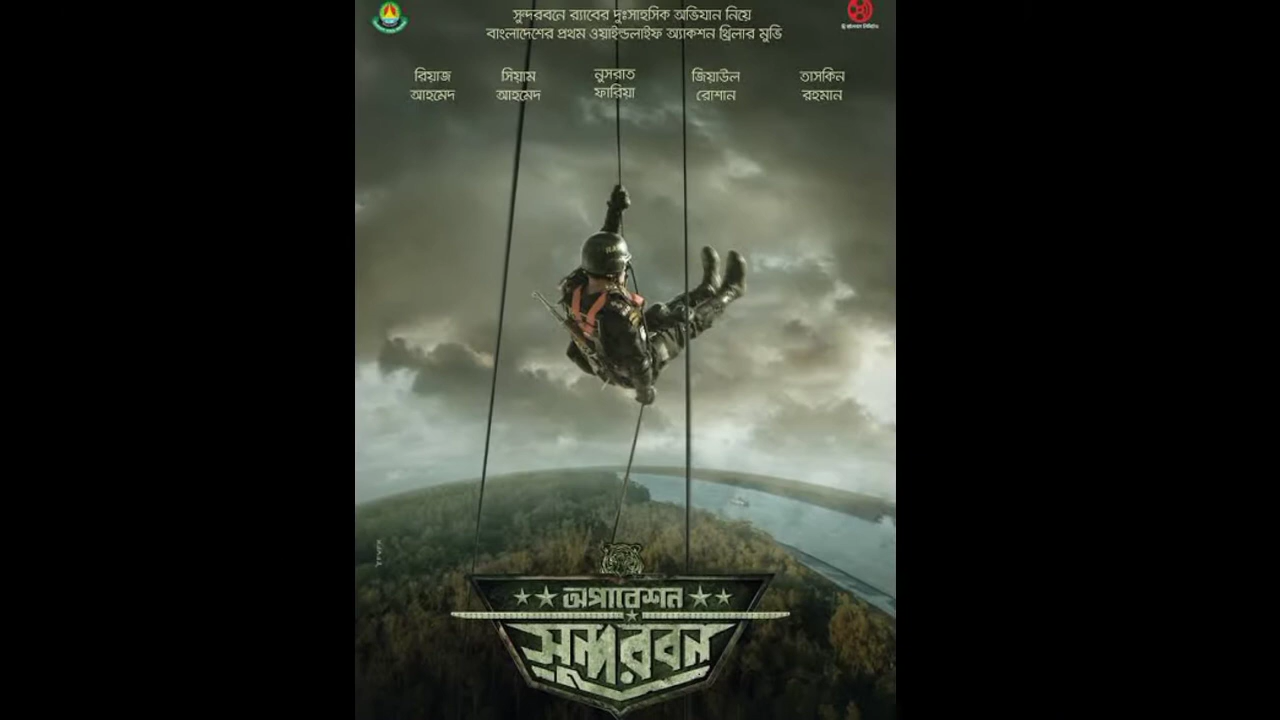 সুন্দরবনে র‍্যাবের দুঃসাহসিক অভিযান নিয়ে
বাংলাদেশের প্রথম ওয়াইল্ডলাইফ অ্যাকশন থ্রিলার মুভি
রিয়াজ আহমেদ
সিয়াম আহমেদ
নুসরাত ফারিয়া
জিয়াউল রোশান
তাসকিন রহমান
অপারেশন
সুন্দরবন